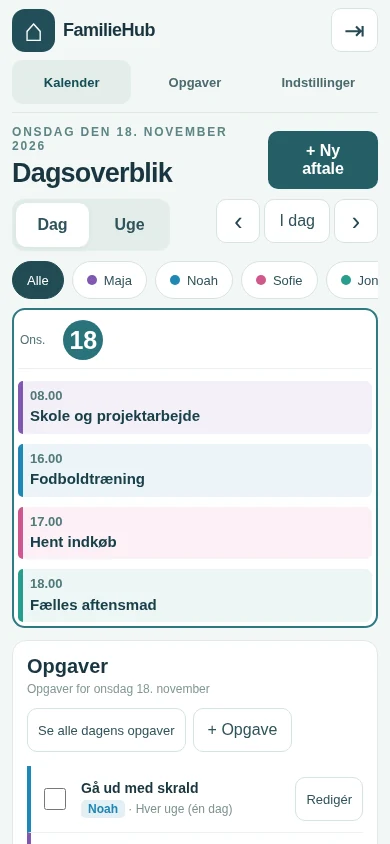 FamilieHub
Kalender
Opgaver
Indstillinger
ONSDAG DEN 18. NOVEMBER
2026
Dagsoverblik
+ Ny
aftale
Dag
Uge
‹
I dag
›
Alle
Maja
Noah
Sofie
Jon
Ons.
18
08.00
Skole og projektarbejde
16.00
Fodboldtræning
17.00
Hent indkøb
18.00
Fælles aftensmad
Opgaver
Opgaver for onsdag 18. november
Se alle dagens opgaver
+ Opgave
Gå ud med skrald
Noah · Hver uge (én dag)
Redigér